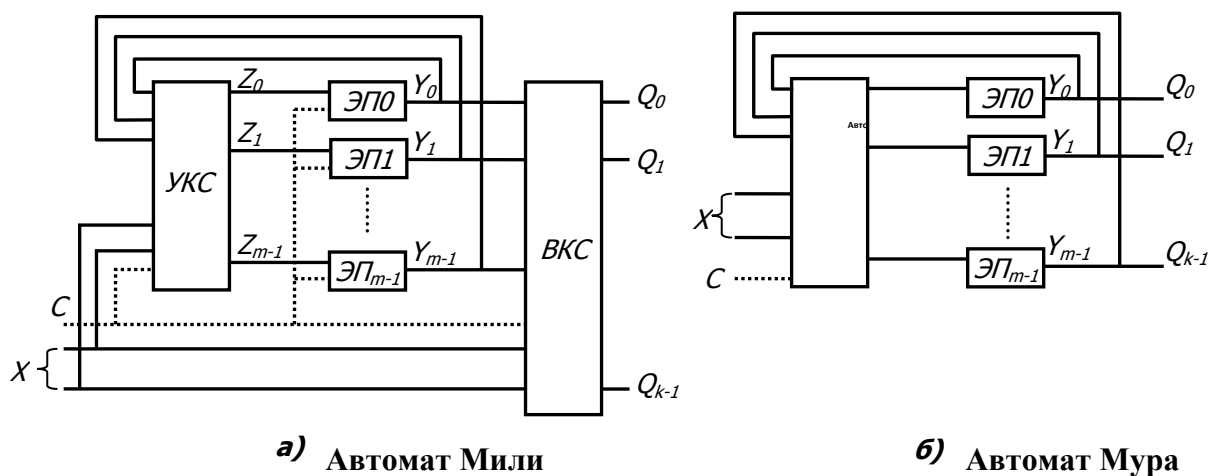 Z0 ЭП0 Y0 Q0
Z1 ЭП1 Y1 Q1
УКС
Zm-1 ЭПm-1 Ym-1
ВКС
C
X
Qk-1
а) Автомат Мили
ЭП0 Y0 Q0
Авто
ЭП1 Y1 Q1
X
ЭПm-1 Ym-1 Qk-1
C
б) Автомат Мура